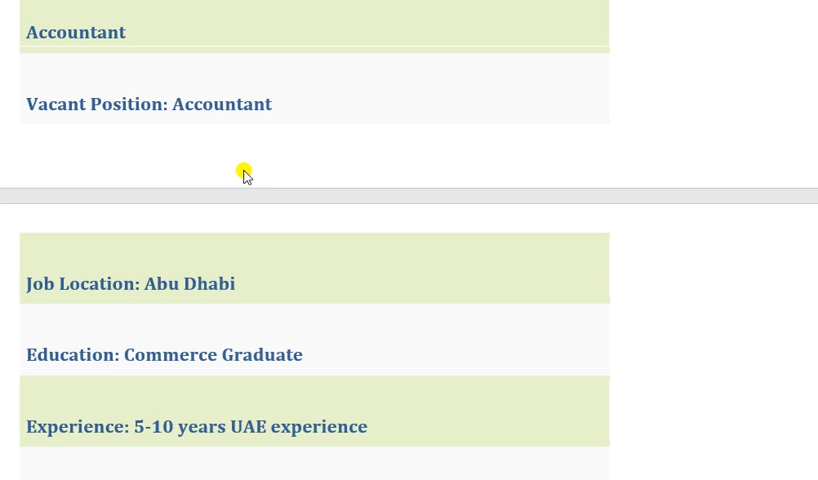 Accountant
Vacant Position: Accountant
Job Location: Abu Dhabi
Education: Commerce Graduate
Experience: 5-10 years UAE experience